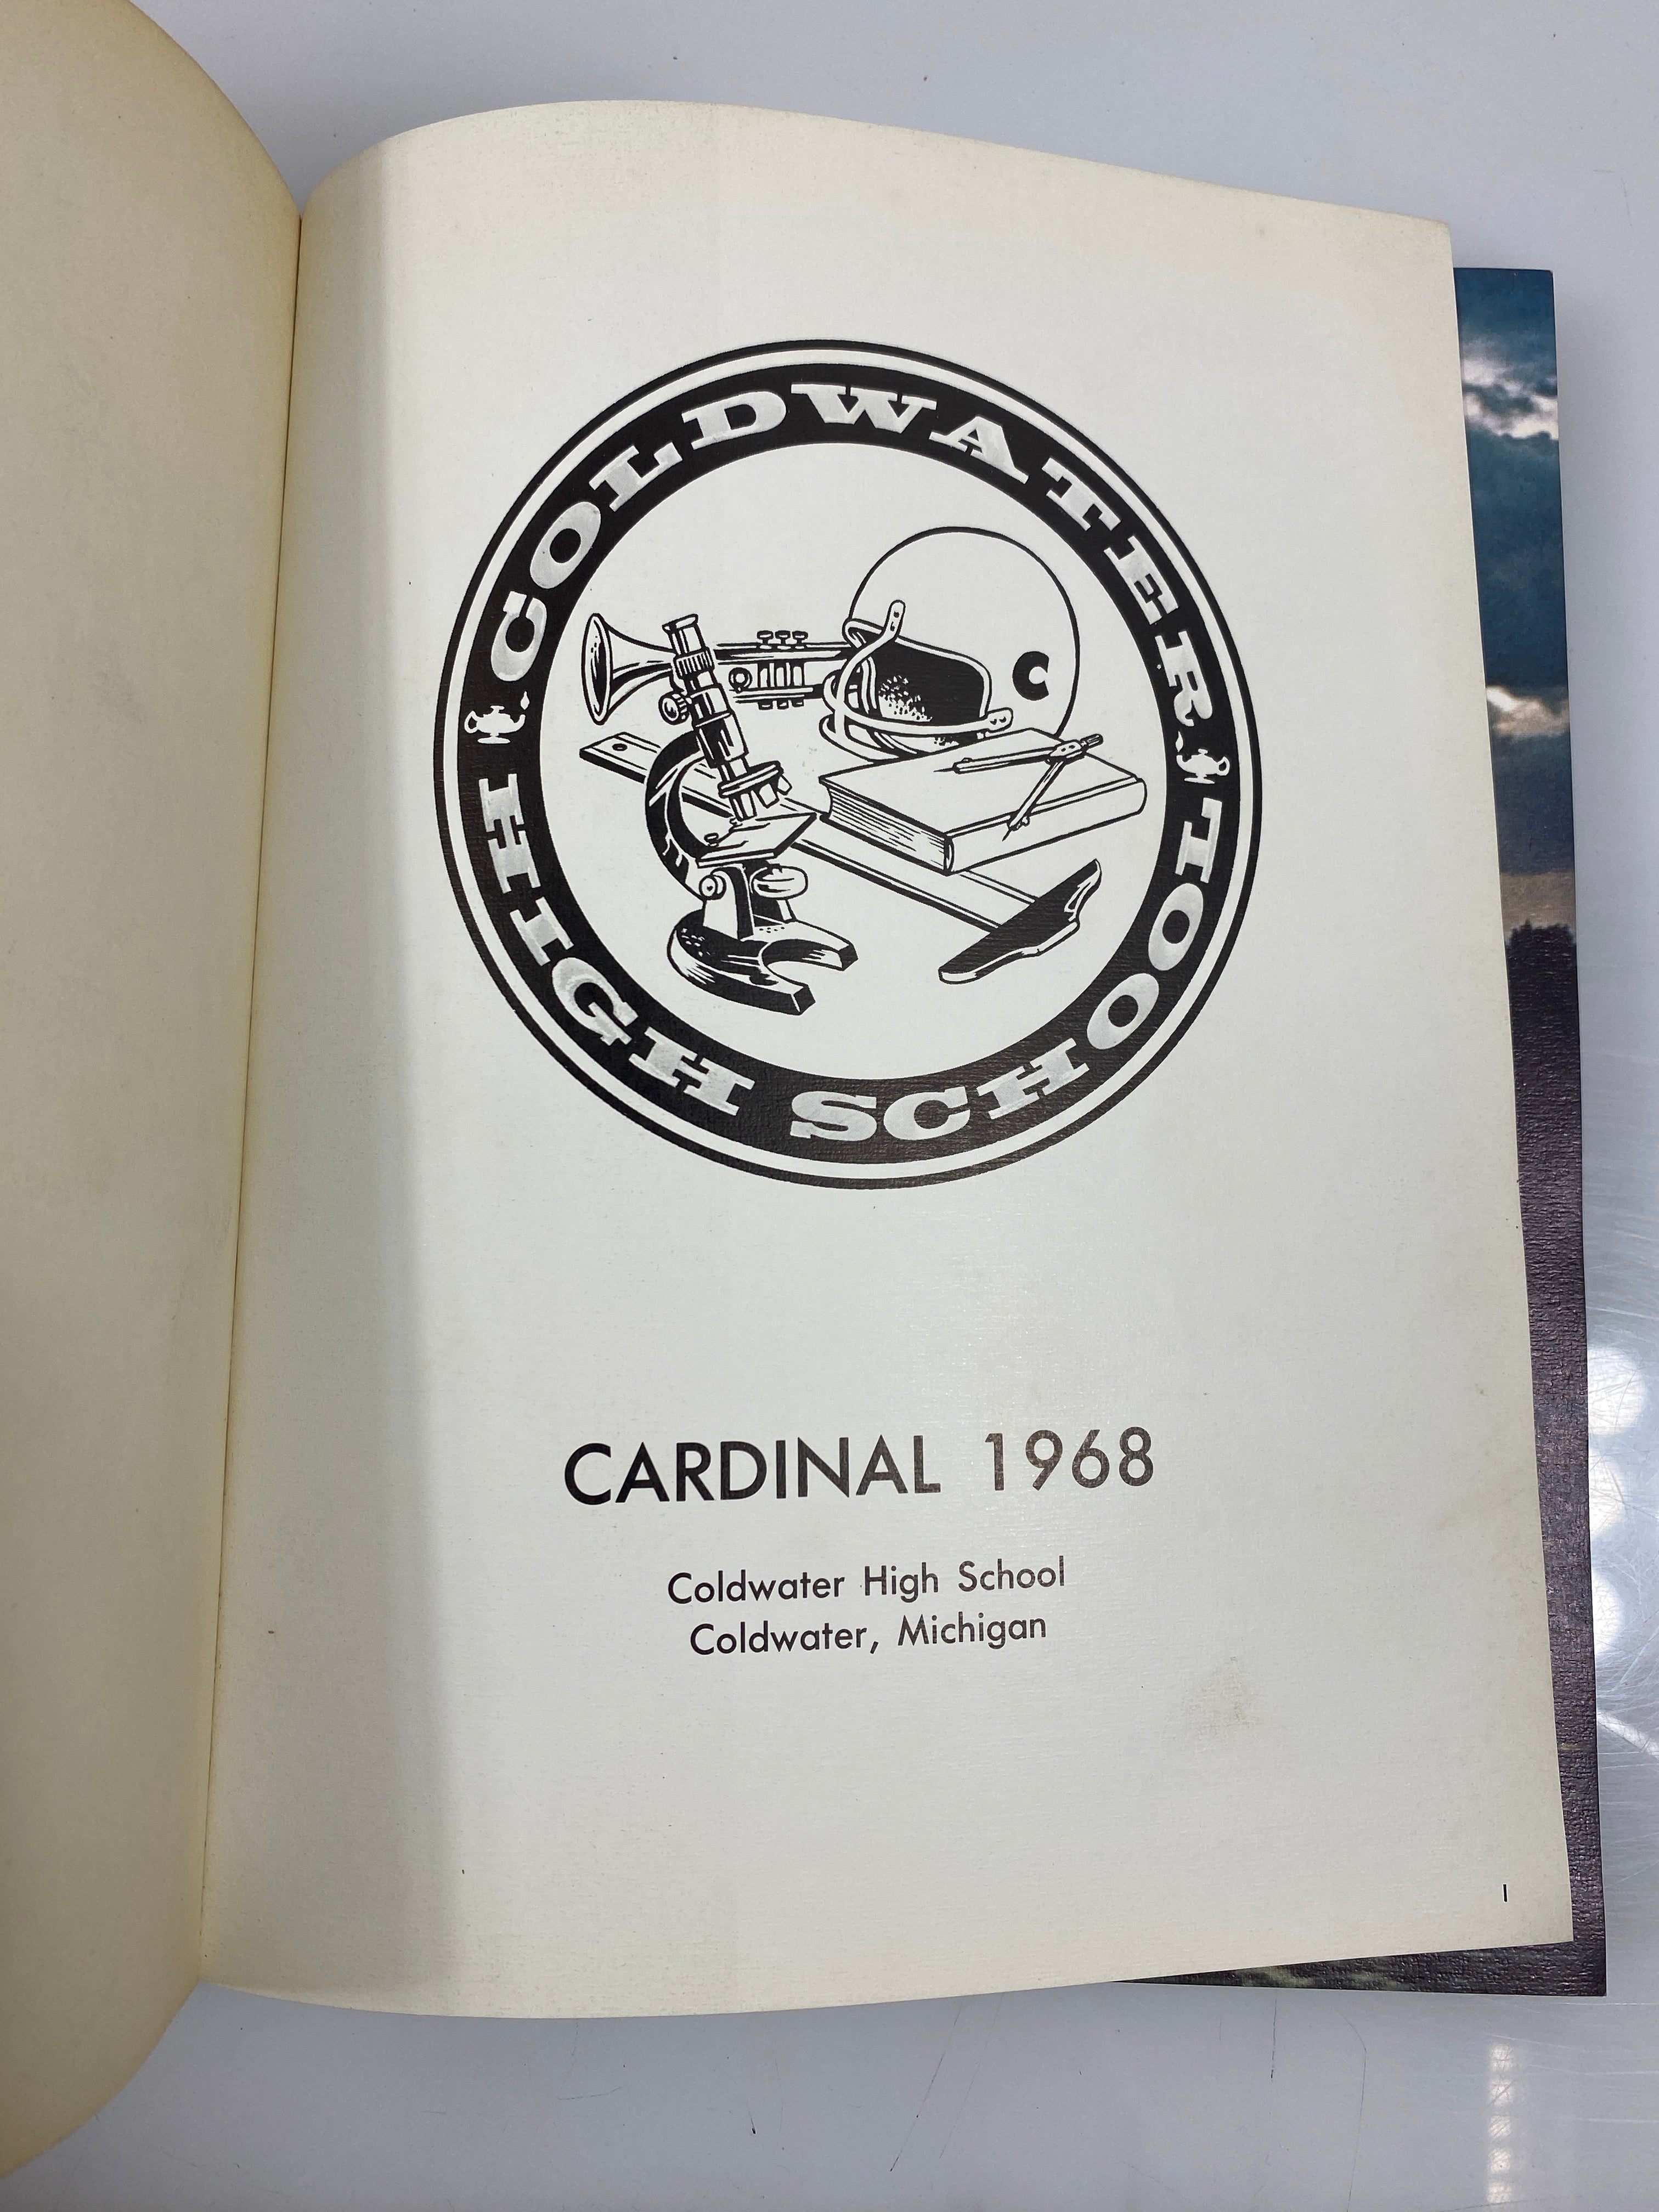 COLDWATER
HIGH SCHOOL
C
CARDINAL 1968
Coldwater High School
Coldwater, Michigan
1